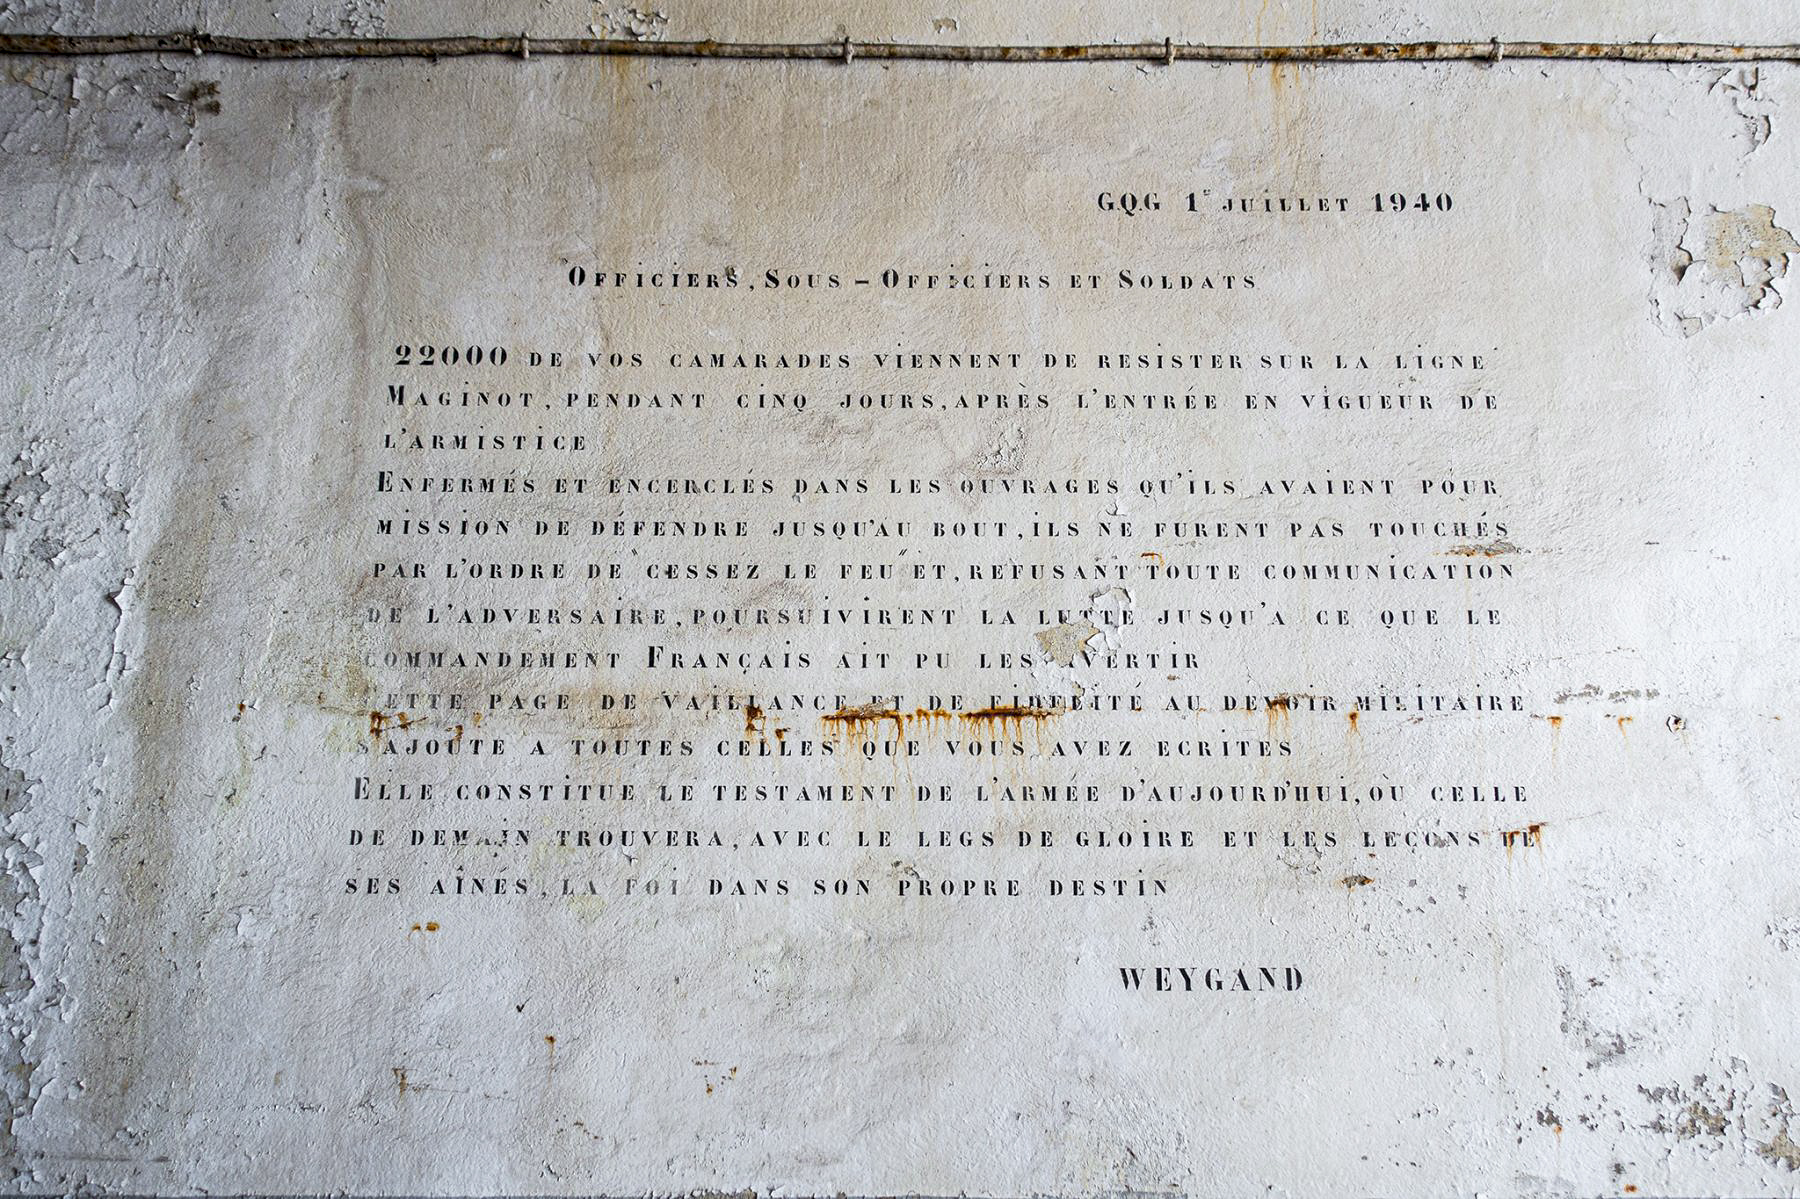 G.Q.G 1er JUILLET 1940
OFFICIERS, SOUS-OFFICIERS ET SOLDATS
22000 DE VOS CAMARADES VIENNENT DE RESISTER SUR LA LIGNE
MAGINOT, PENDANT CINQ JOURS, APRÈS L'ENTRÉE EN VIGUEUR DE
L'ARMISTICE
ENFERMÉS ET ENCERCLÉS DANS LES OUVRAGES QU'ILS AVAIENT POUR
MISSION DE DÉFENDRE JUSQU'AU BOUT, ILS NE FURENT PAS TOUCHÉS
PAR L'ORDRE DE "CESSEZ LE FEU" ET, REFUSANT TOUTE COMMUNICATION
DE L'ADVERSAIRE, POURSUIVIRENT LA LUTTE JUSQU'A CE QUE LE
COMMANDEMENT FRANÇAIS AIT PU LES AVERTIR
ETTE PAGE DE VAILLANCE ET DE FIDELITÉ AU DEVOIR MILITAIRE
S'AJOUTE A TOUTES CELLES QUE VOUS AVEZ ECRITES
ELLE CONSTITUE LE TESTAMENT DE L'ARMÉE D'AUJOURD'HUI, OÙ CELLE
DE DEMAIN TROUVERA, AVEC LE LEGS DE GLOIRE ET LES LEÇONS DE
SES AÎNÉS, LA FOI DANS SON PROPRE DESTIN
WEYGAND